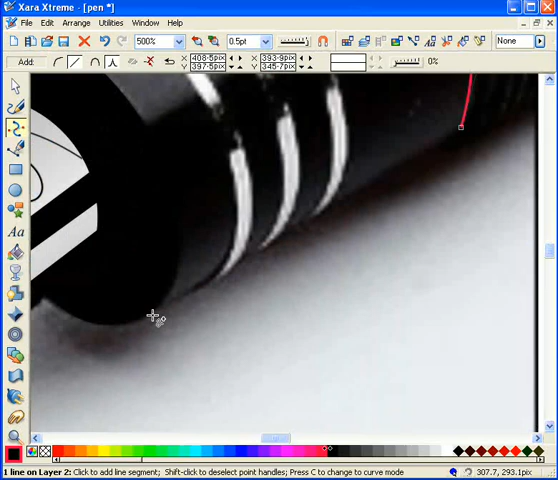 Xara Xtreme - [pen *]
File Edit Arrange Utilities Window Help
500% 0.5pt None
Add: X 408-5pix Y 397-5pix X 393-9pix Y 345-7pix 0%
Aa
1 line on Layer 2: Click to add line segment; Shift-click to deselect point handles; Press C to change to curve mode 307.7, 293.1pix